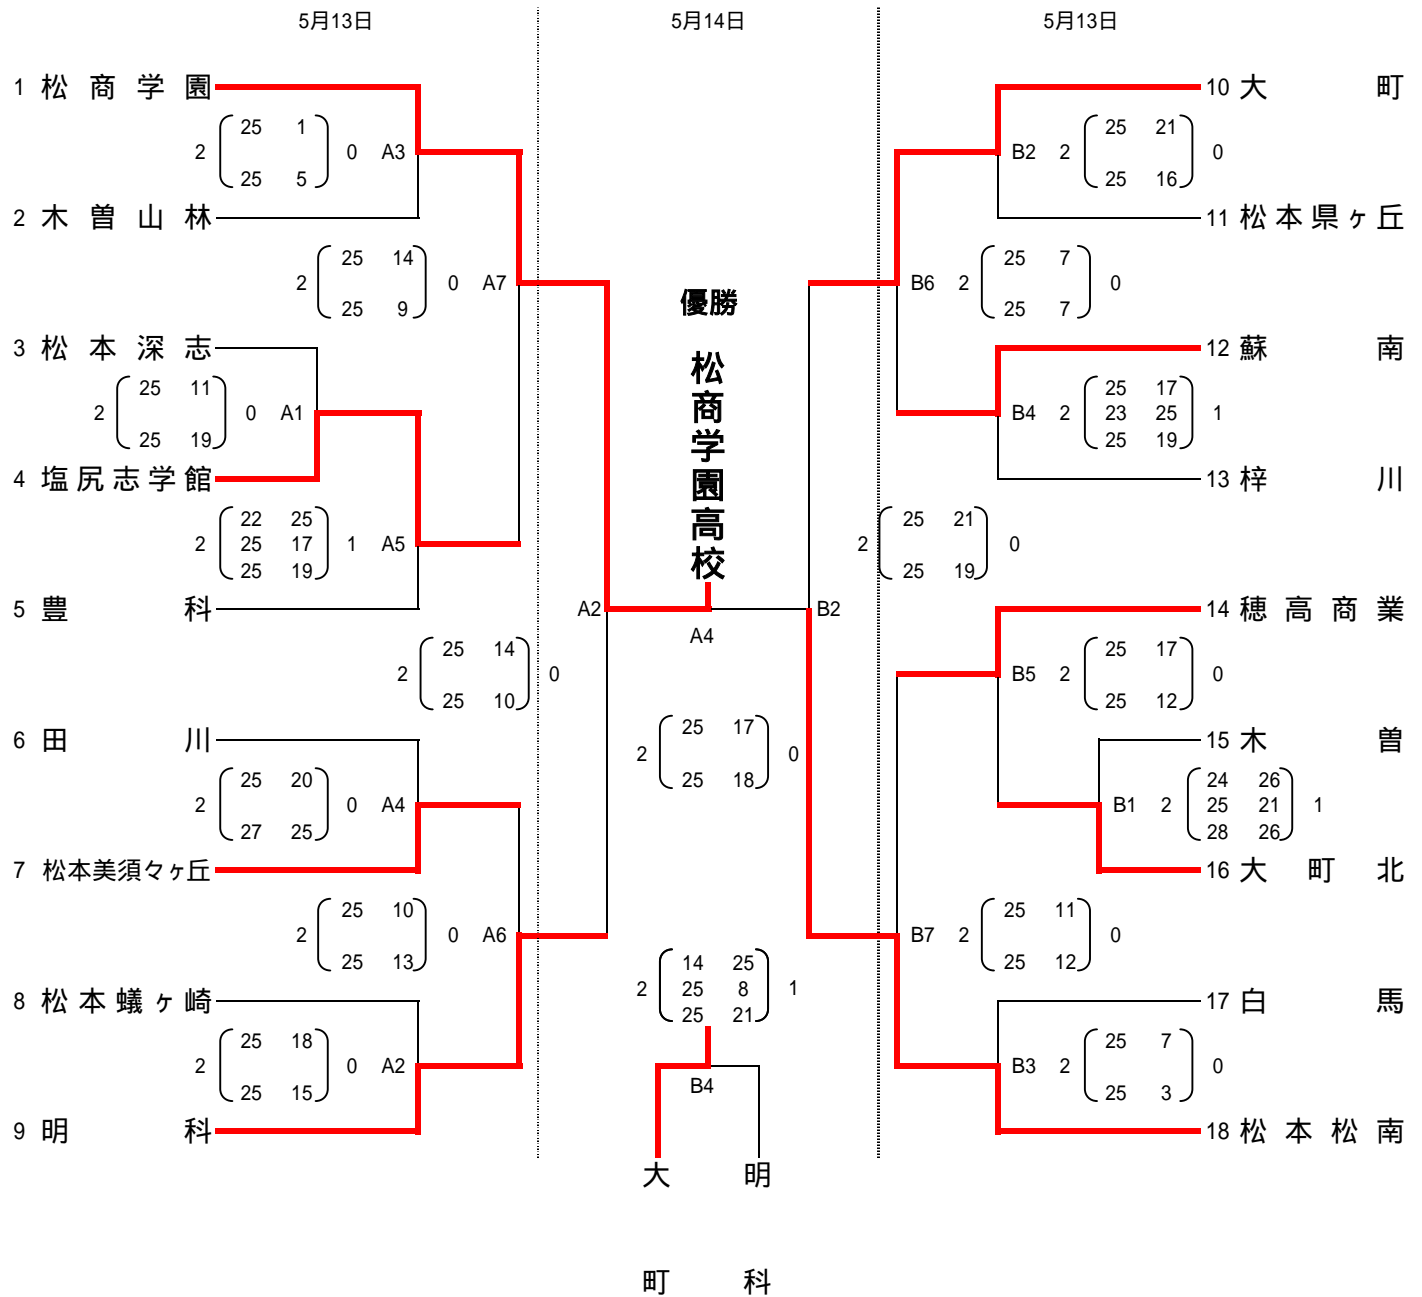 5月13日 5月14日 5月13日
1 松商学園 10 大町
25 1 25 21
2 0 A3 B2 2 0
25 5 25 16
2 木曽山林 11 松本県ヶ丘
25 14 25 7
2 0 A7 B6 2 0
25 9 25 7
優勝
松商学園高校
3 松本深志 12 蘇南
25 11 25 17
2 0 A1 B4 2 23 25 1
25 19 25 19
4 塩尻志学館 13 梓川
22 25 25 21
2 25 17 1 A5 2 0
25 19 25 19
5 豊科 A2 B2 14 穂高商業
A4
25 14 25 17
2 0 B5 2 0
25 10 25 12
25 17
2 0
25 18
6 田川 15 木曽
25 20 24 26
2 0 A4 B1 2 25 21 1
27 25 28 26
7 松本美須々ヶ丘 16 大町北
25 10 25 11
2 0 A6 B7 2 0
25 13 25 12
14 25
2 25 8 1
25 21
8 松本蟻ヶ崎 17 白馬
25 18 25 7
2 0 A2 B3 2 0
25 15 25 3
B4
9 明科 18 松本松南
大町 明科